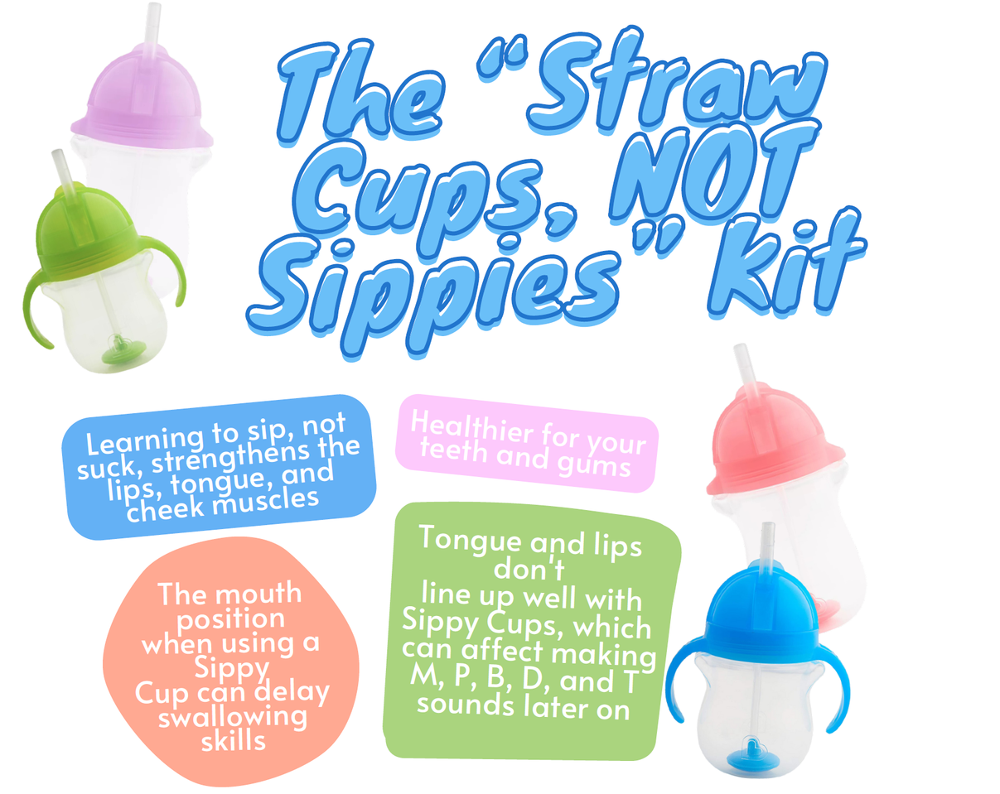 The “Straw
Cups, NOT
Sippies” Kit
Learning to sip, not
suck, strengthens the
lips, tongue, and
cheek muscles
Healthier for your
teeth and gums
The mouth
position
when using a
Sippy
Cup can delay
swallowing
skills
Tongue and lips
don't
line up well with
Sippy Cups, which
can affect making
M, P, B, D, and T
sounds later on